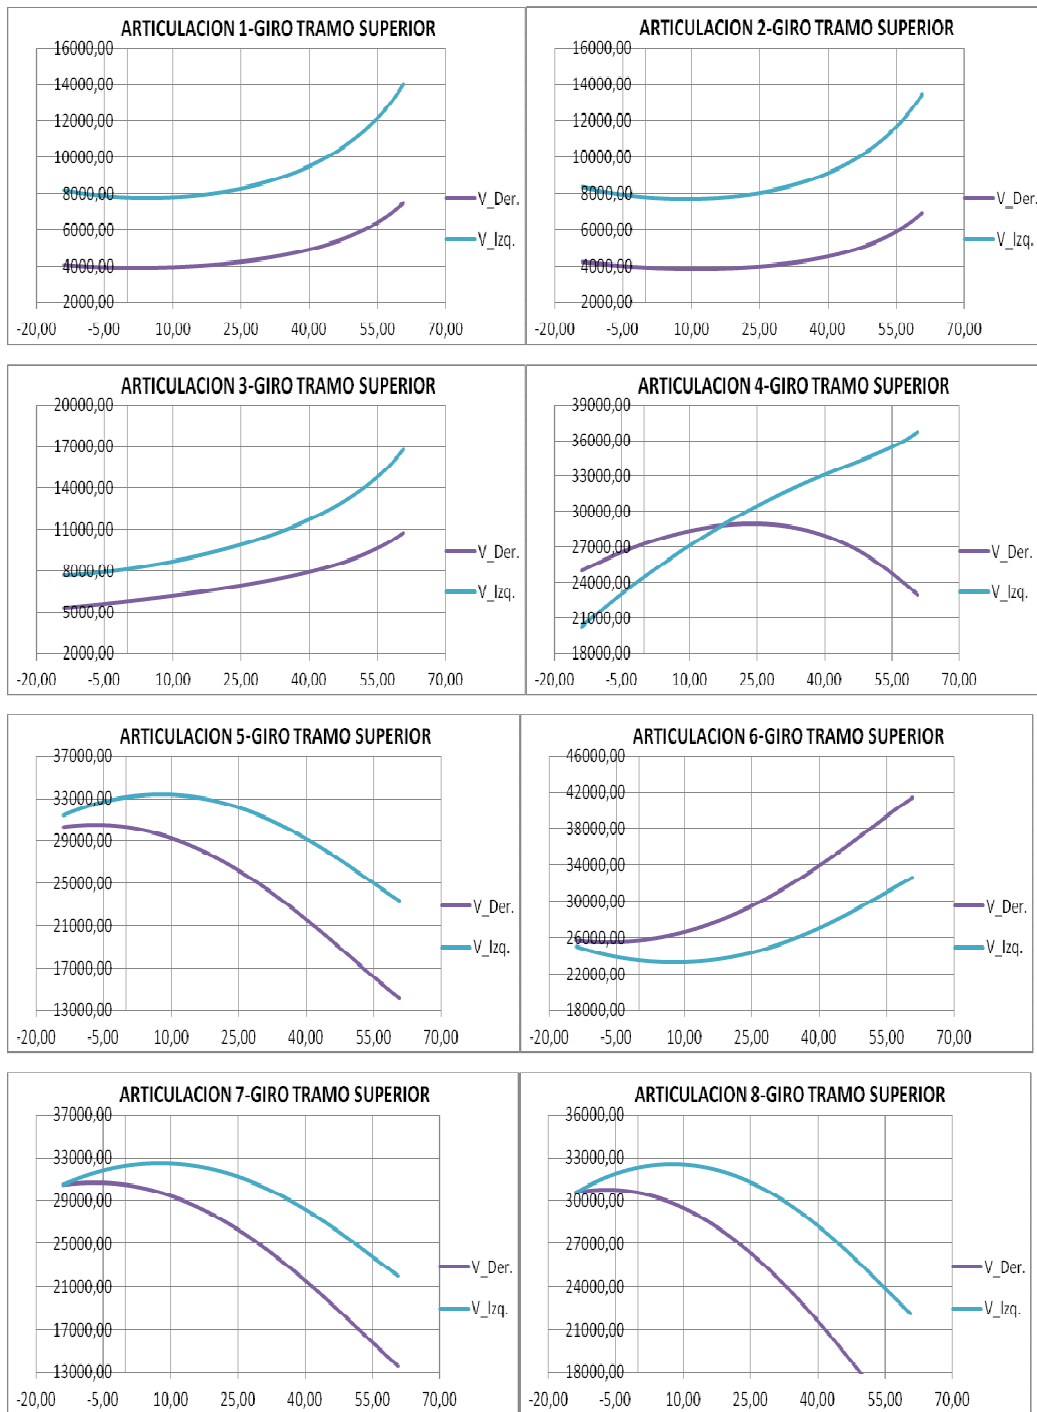 ARTICULACION 1-GIRO TRAMO SUPERIOR
16000,00
14000,00
12000,00
10000,00
8000,00
6000,00
4000,00
2000,00
-20,00 -5,00 10,00 25,00 40,00 55,00 70,00
V_Der.
V_Izq.
ARTICULACION 2-GIRO TRAMO SUPERIOR
16000,00
14000,00
12000,00
10000,00
8000,00
6000,00
4000,00
2000,00
-20,00 -5,00 10,00 25,00 40,00 55,00 70,00
V_Der.
V_Izq.
ARTICULACION 3-GIRO TRAMO SUPERIOR
20000,00
17000,00
14000,00
11000,00
8000,00
5000,00
2000,00
-20,00 -5,00 10,00 25,00 40,00 55,00 70,00
V_Der.
V_Izq.
ARTICULACION 4-GIRO TRAMO SUPERIOR
39000,00
36000,00
33000,00
30000,00
27000,00
24000,00
21000,00
18000,00
-20,00 -5,00 10,00 25,00 40,00 55,00 70,00
V_Der.
V_Izq.
ARTICULACION 5-GIRO TRAMO SUPERIOR
37000,00
33000,00
29000,00
25000,00
21000,00
17000,00
13000,00
-20,00 -5,00 10,00 25,00 40,00 55,00 70,00
V_Der.
V_Izq.
ARTICULACION 6-GIRO TRAMO SUPERIOR
46000,00
42000,00
38000,00
34000,00
30000,00
26000,00
22000,00
18000,00
-20,00 -5,00 10,00 25,00 40,00 55,00 70,00
V_Der.
V_Izq.
ARTICULACION 7-GIRO TRAMO SUPERIOR
37000,00
33000,00
29000,00
25000,00
21000,00
17000,00
13000,00
-20,00 -5,00 10,00 25,00 40,00 55,00 70,00
V_Der.
V_Izq.
ARTICULACION 8-GIRO TRAMO SUPERIOR
36000,00
33000,00
30000,00
27000,00
24000,00
21000,00
18000,00
-20,00 -5,00 10,00 25,00 40,00 55,00 70,00
V_Der.
V_Izq.